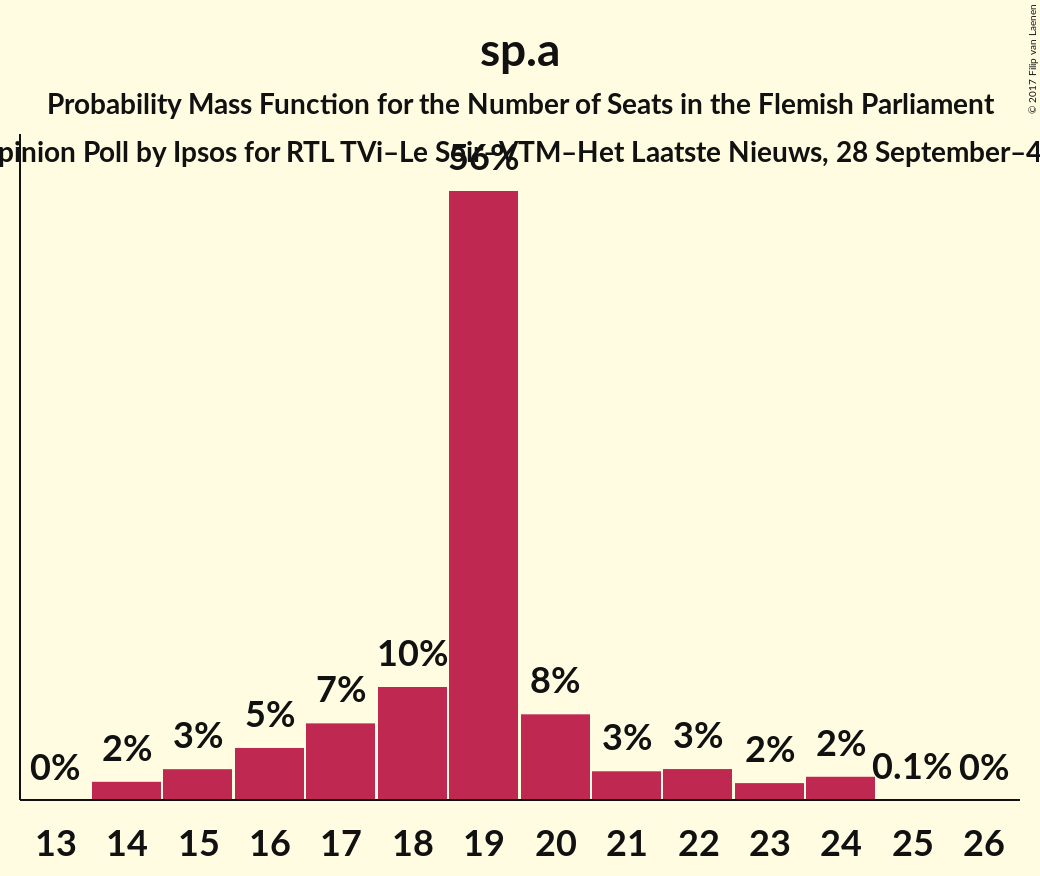 sp.a
Probability Mass Function for the Number of Seats in the Flemish Parliament
pinion Poll by Ipsos for RTL TVi–Le Soir–VTM–Het Laatste Nieuws, 28 September–4
56%
10%
8%
7%
5%
3%
3%
3%
2%
2%
2%
0%
0.1%
0%
13 14 15 16 17 18 19 20 21 22 23 24 25 26
© 2017 Filip van Laenen